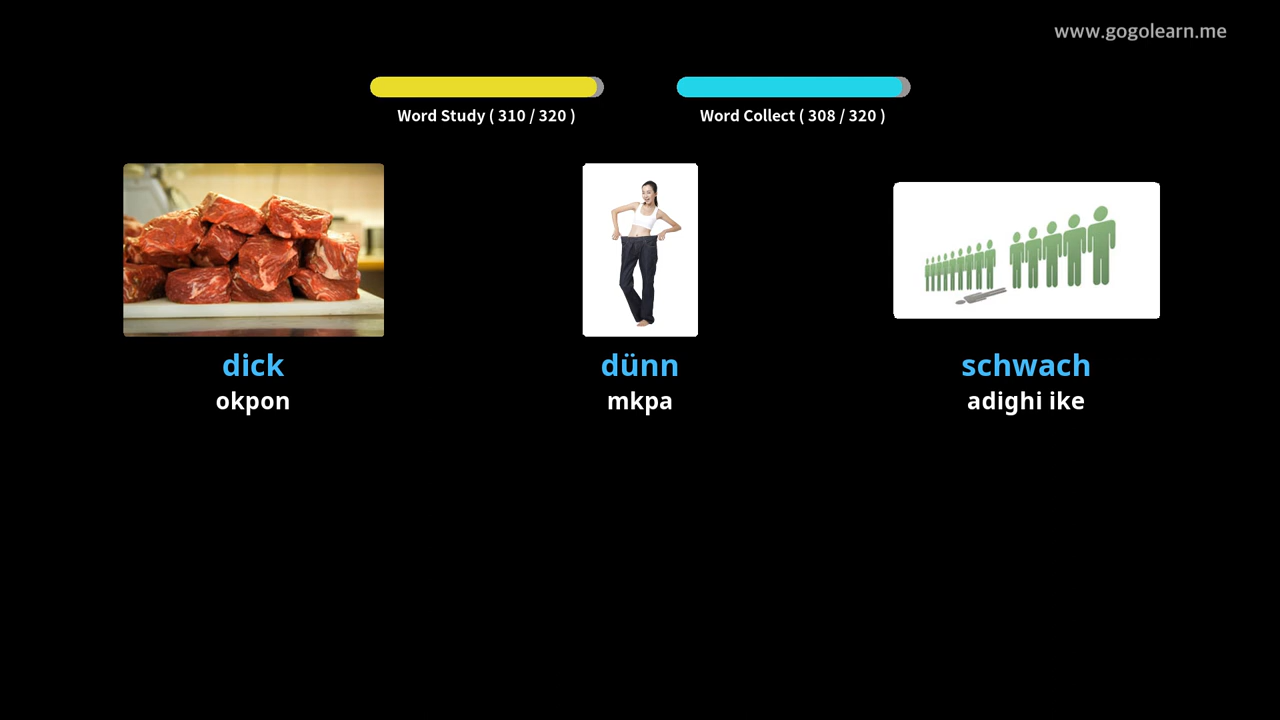 www.gogolearn.me
Word Study ( 310 / 320 )
Word Collect ( 308 / 320 )
dick
okpon
dünn
mkpa
schwach
adighi ike